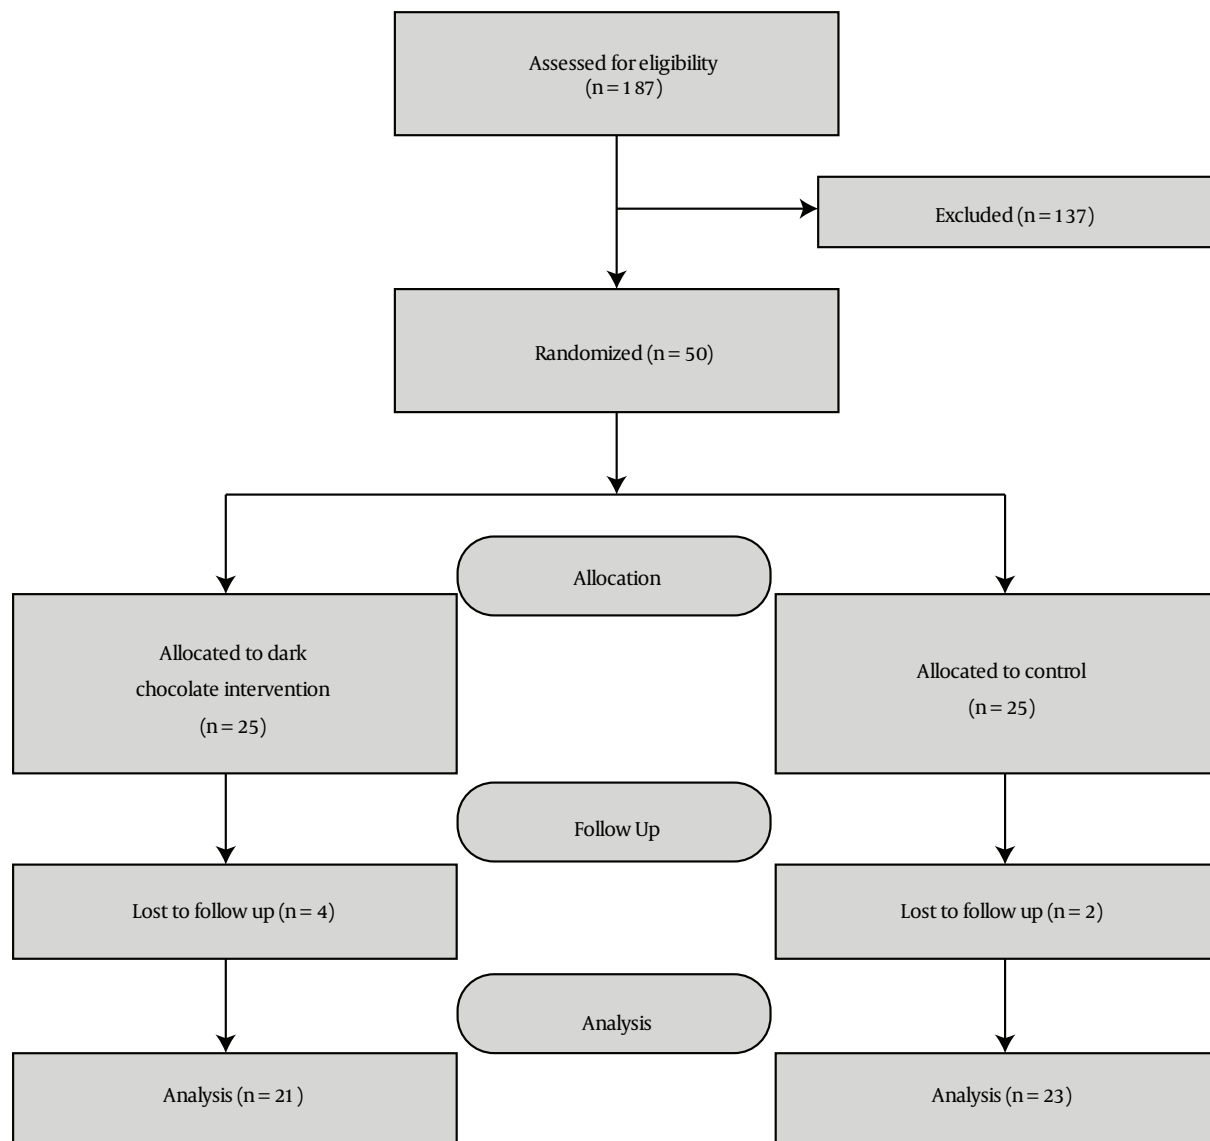 Assessed for eligibility
(n = 187)
Excluded (n = 137)
Randomized (n = 50)
Allocation
Allocated to dark
chocolate intervention
(n = 25)
Allocated to control
(n = 25)
Follow Up
Lost to follow up (n = 4)
Lost to follow up (n = 2)
Analysis
Analysis (n = 21)
Analysis (n = 23)